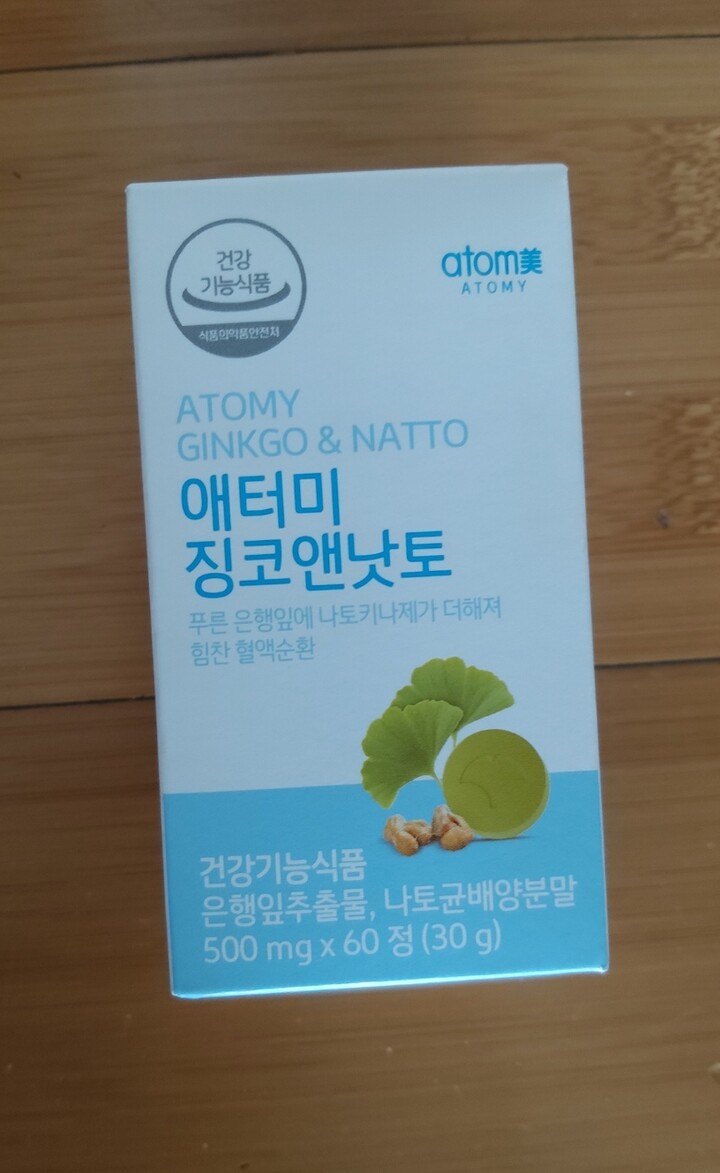 건강
기능식품
식품의약품안전처
atom美
ATOMY
ATOMY
GINKGO & NATTO
애터미
징코앤낫토
푸른 은행잎에 나토키나제가 더해져
힘찬 혈액순환
건강기능식품
은행잎추출물, 나토균배양분말
500 mg x 60 정 (30 g)